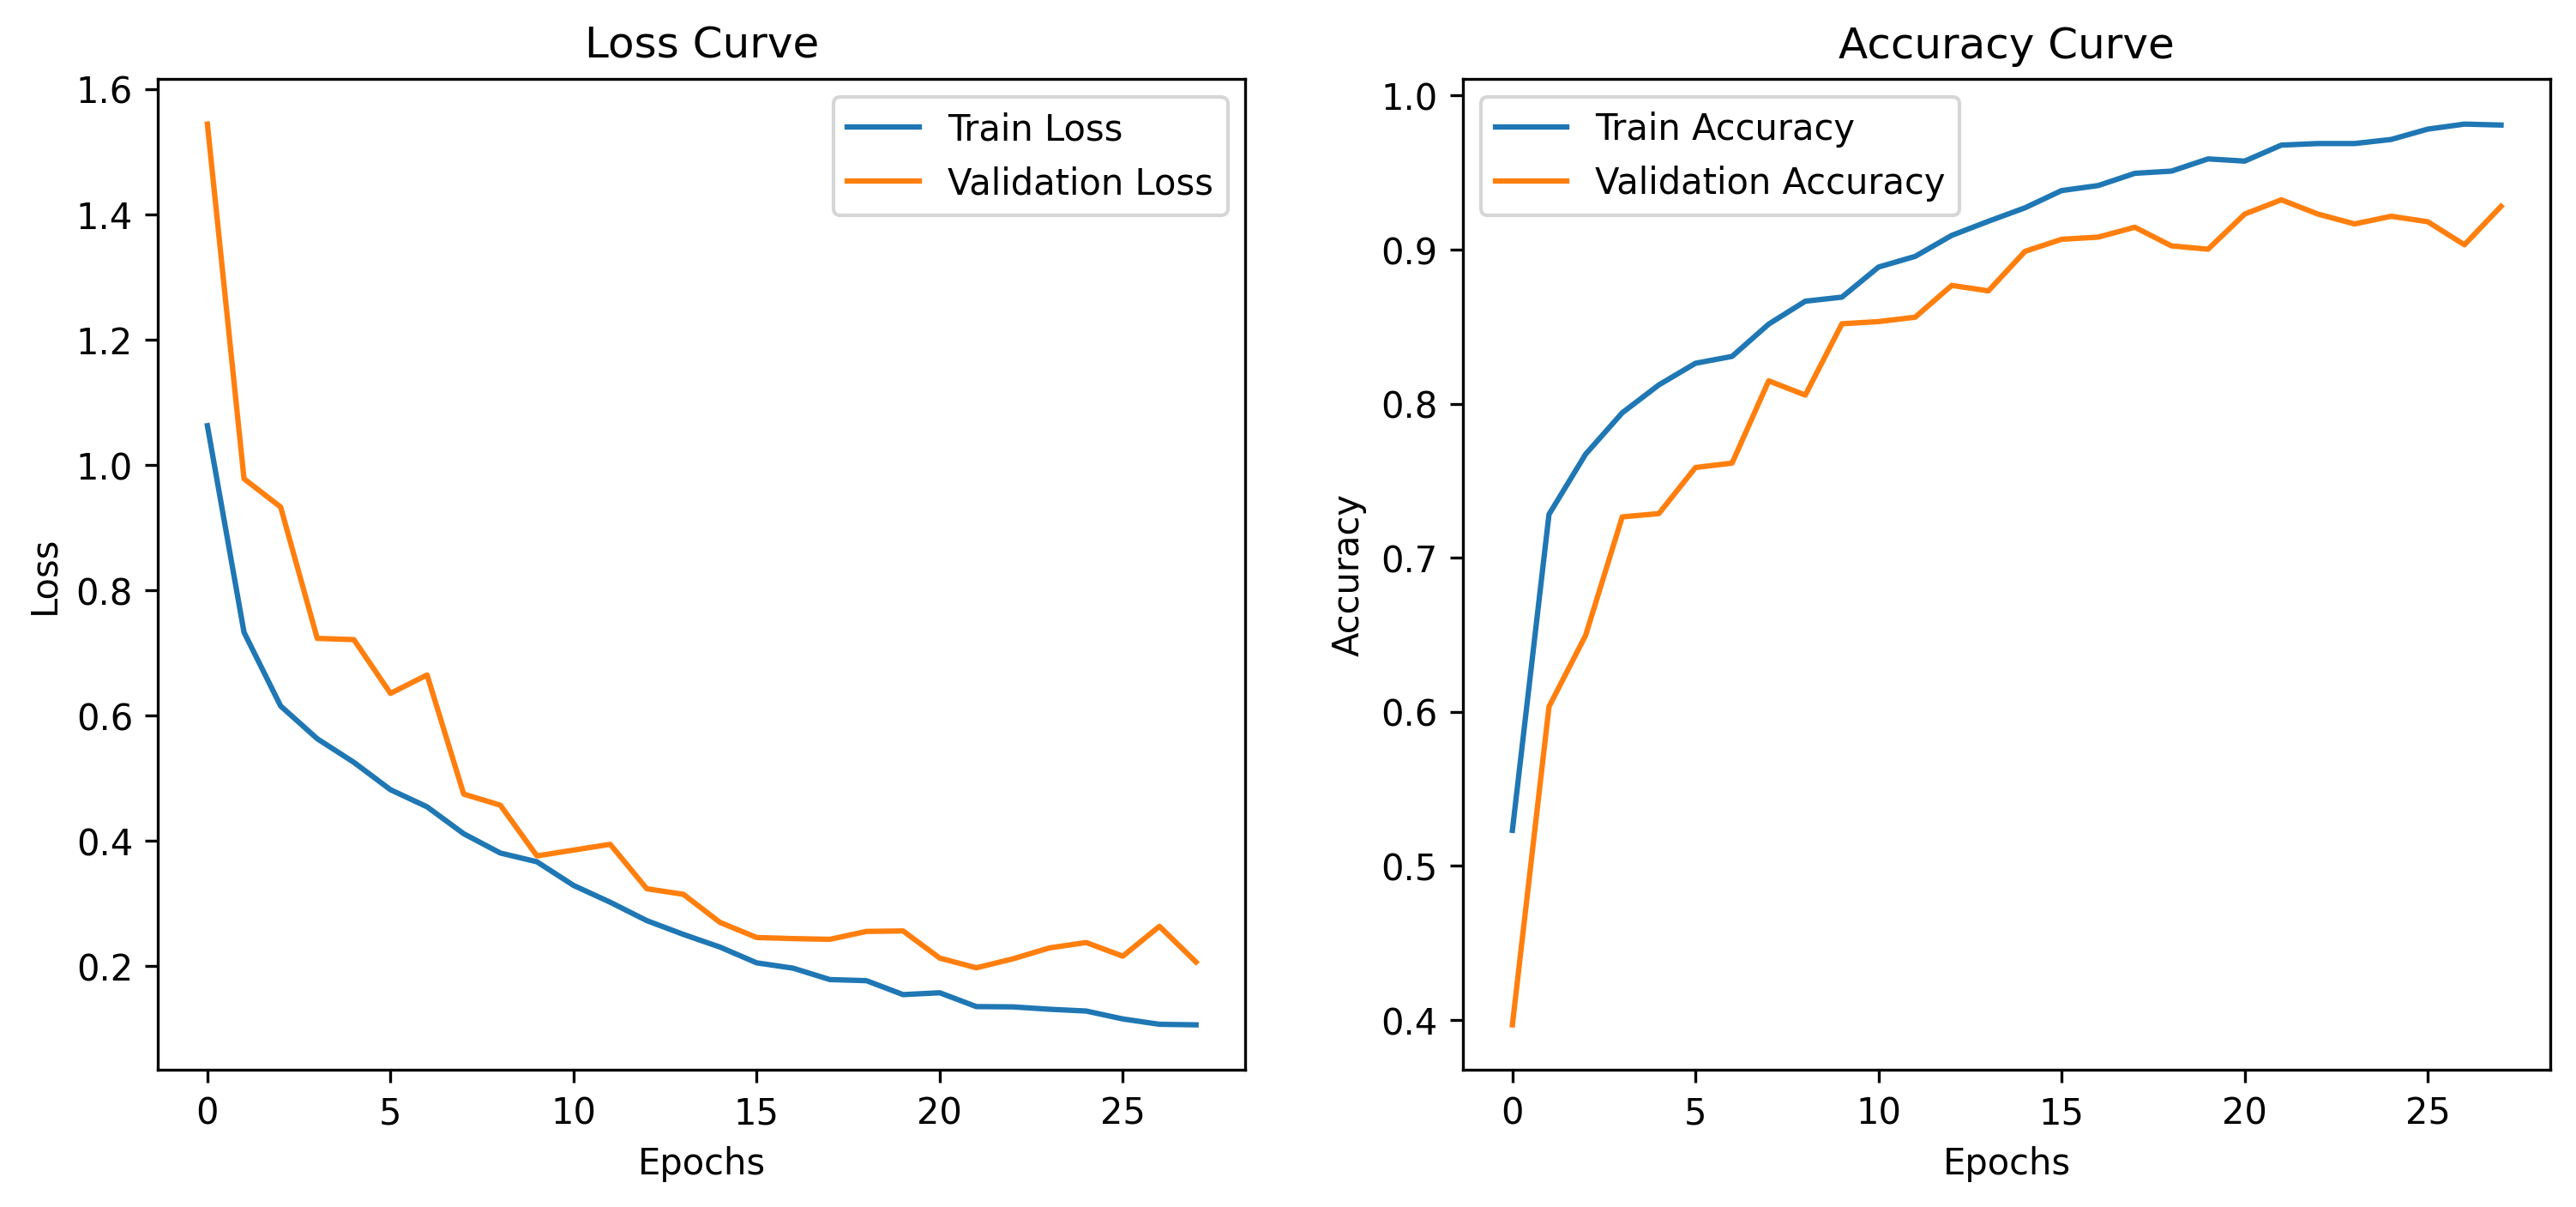 Loss Curve
1.6
1.4
1.2
1.0
0.8
0.6
0.4
0.2
Loss
Train Loss
Validation Loss
0 5 10 15 20 25
Epochs
Accuracy Curve
1.0
0.9
0.8
0.7
0.6
0.5
0.4
Accuracy
Train Accuracy
Validation Accuracy
0 5 10 15 20 25
Epochs